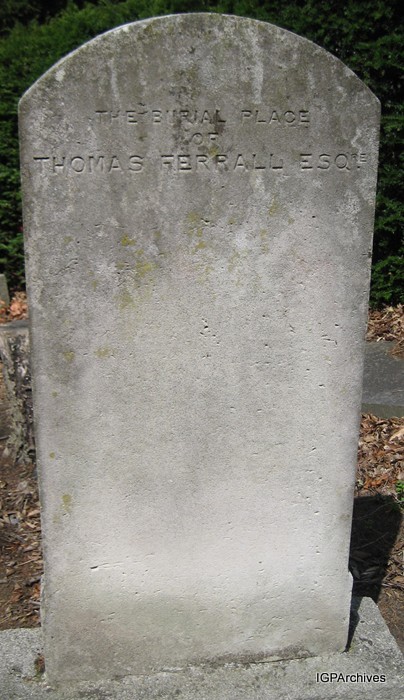 THE BURIAL PLACE
OF
THOMAS FERRALL ESQRE
IGPArchives